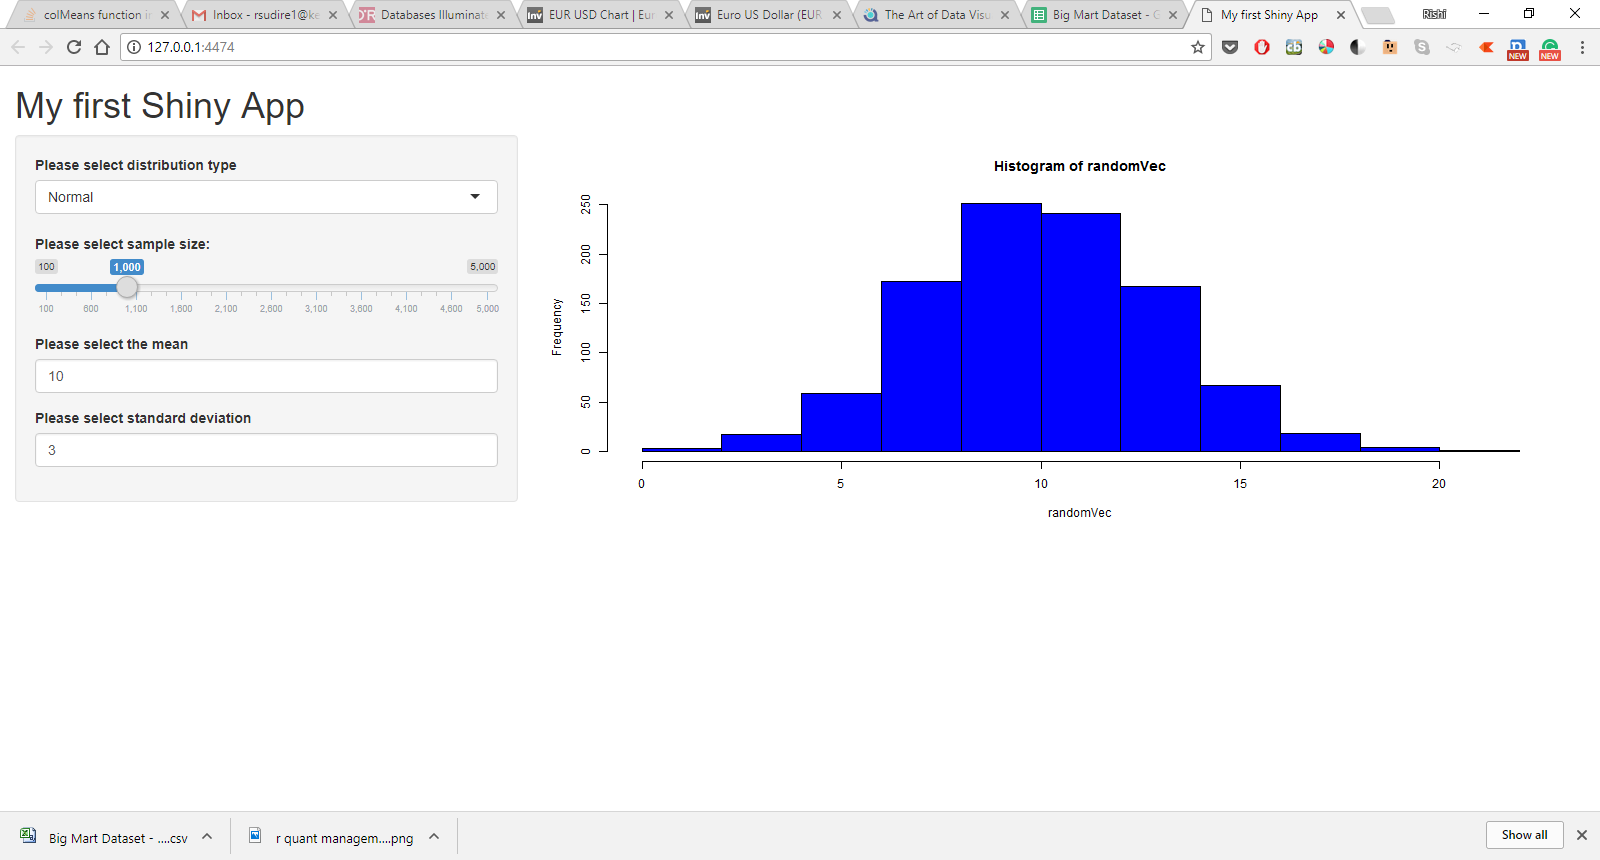 colMeans function i
Inbox - rsudire1@ke
Databases Illuminat
EUR USD Chart | Eur
Euro US Dollar (EUR
The Art of Data Visu
Big Mart Dataset - G
My first Shiny App
Rishi
127.0.0.1:4474
NEW
NEW
My first Shiny App
Please select distribution type
Normal
Please select sample size:
100
1,000
5,000
100 600 1,100 1,600 2,100 2,600 3,100 3,600 4,100 4,600 5,000
Please select the mean
10
Please select standard deviation
3
Histogram of randomVec
250
200
150
100
50
0
Frequency
0 5 10 15 20
randomVec
Big Mart Dataset - ....csv
r quant managem....png
Show all